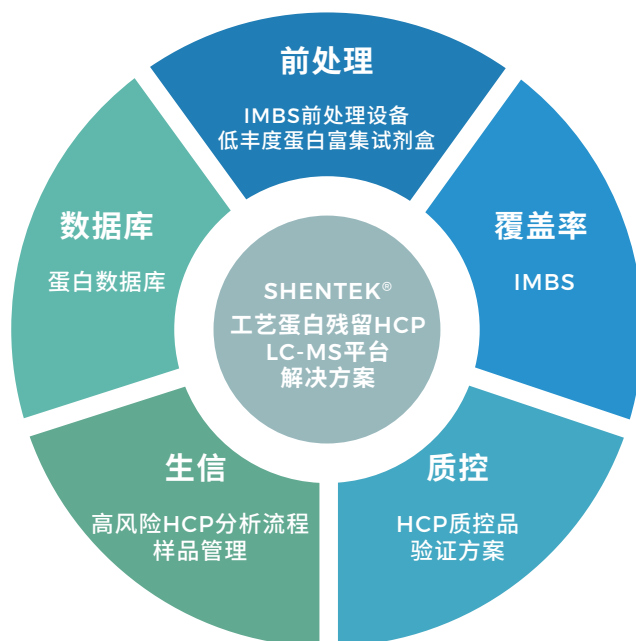 前处理
IMBS前处理设备
低丰度蛋白富集试剂盒
数据库
蛋白数据库
覆盖率
IMBS
SHENTEK®
工艺蛋白残留HCP
LC-MS平台
解决方案
生信
高风险HCP分析流程
样品管理
质控
HCP质控品
验证方案